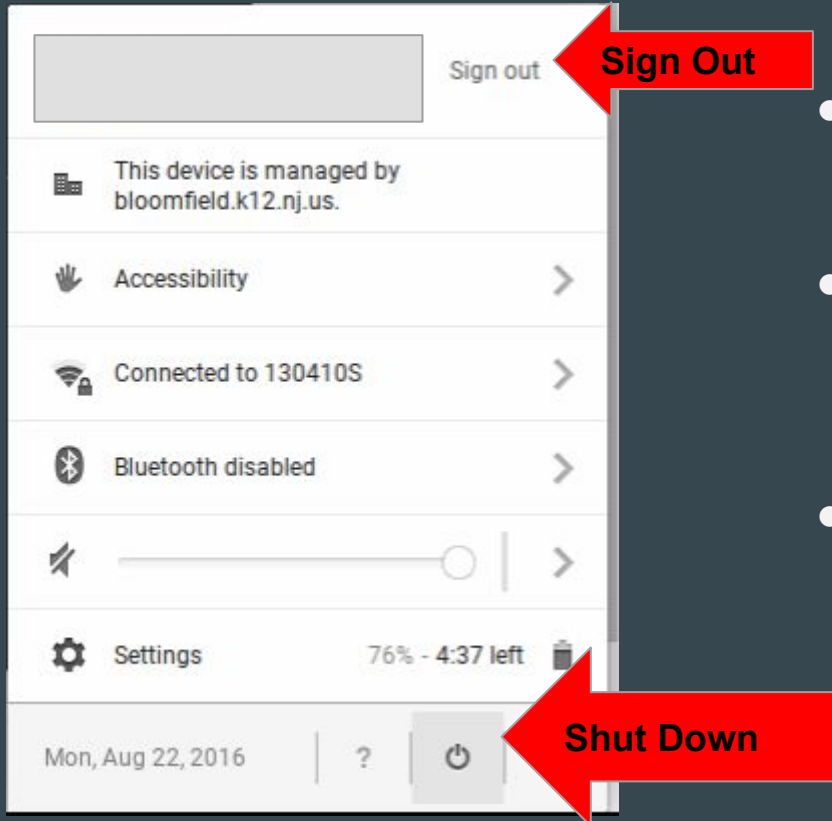 Sign out
Sign Out
This device is managed by
bloomfield.k12.nj.us.
Accessibility
Connected to 130410S
Bluetooth disabled
Settings 76% - 4:37 left
Shut Down
Mon, Aug 22, 2016 ?